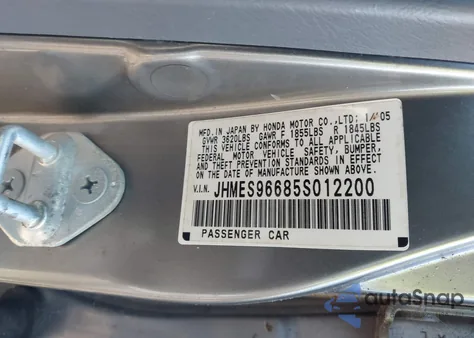 MFD. IN JAPAN BY HONDA MOTOR CO.,LTD: 1/05
GVWR 3620LBS GAWR F 1855LBS R 1845LBS
THIS VEHICLE CONFORMS TO ALL APPLICABLE
FEDERAL MOTOR VEHICLE SAFETY, BUMPER,
AND THEFT PREVENTION STANDARDS IN EFFECT
ON THE DATE OF MANUFACTURE SHOWN ABOVE.
V.I.N. JHMES96685S012200
PASSENGER CAR
autoSnap